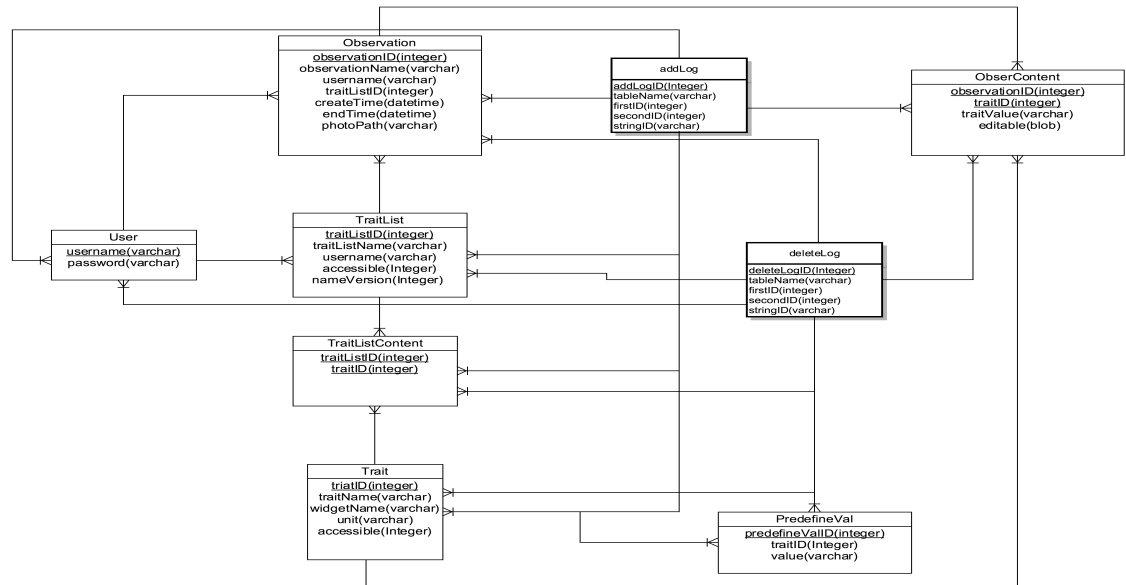 Observation
observationID(integer)
observationName(varchar)
username(varchar)
traitListID(integer)
createTime(datetime)
endTime(datetime)
photoPath(varchar)
addLog
addLogID(Integer)
tableName(varchar)
firstID(integer)
secondID(integer)
stringID(varchar)
ObserContent
observationID(integer)
traitID(integer)
traitValue(varchar)
editable(blob)
User
username(varchar)
password(varchar)
TraitList
traitListID(integer)
traitListName(varchar)
username(varchar)
accessible(Integer)
nameVersion(Integer)
deleteLog
deleteLogID(Integer)
tableName(varchar)
firstID(integer)
secondID(integer)
stringID(varchar)
TraitListContent
traitListID(integer)
traitID(integer)
Trait
triatID(integer)
traitName(varchar)
widgetName(varchar)
unit(varchar)
accessible(Integer)
PredefineVal
predefineValID(integer)
traitID(Integer)
value(varchar)